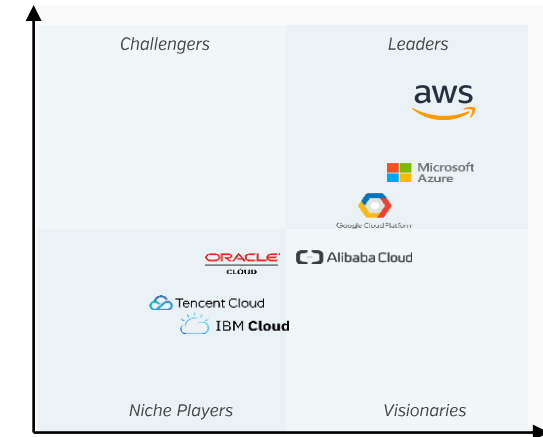 Challengers
Leaders
aws
Microsoft
Azure
Google Cloud Platform
ORACLE
CLOUD
Alibaba Cloud
Tencent Cloud
IBM Cloud
Niche Players
Visionaries